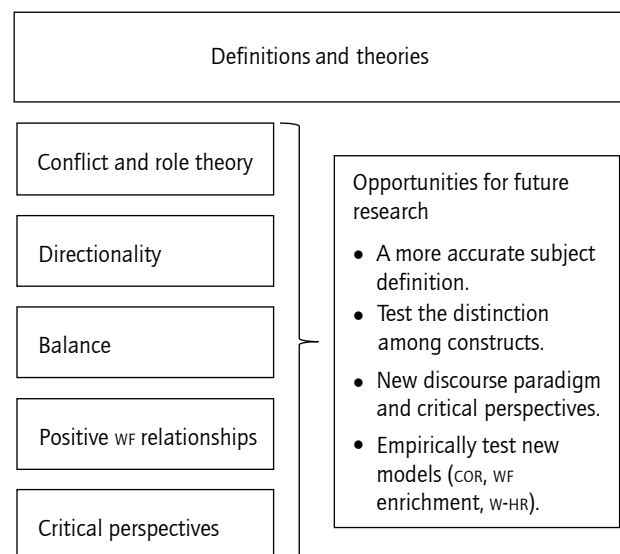 Definitions and theories
Conflict and role theory
Directionality
Balance
Positive WF relationships
Critical perspectives
Opportunities for future
research
• A more accurate subject
definition.
• Test the distinction
among constructs.
• New discourse paradigm
and critical perspectives.
• Empirically test new
models (COR, WF
enrichment, W-HR).